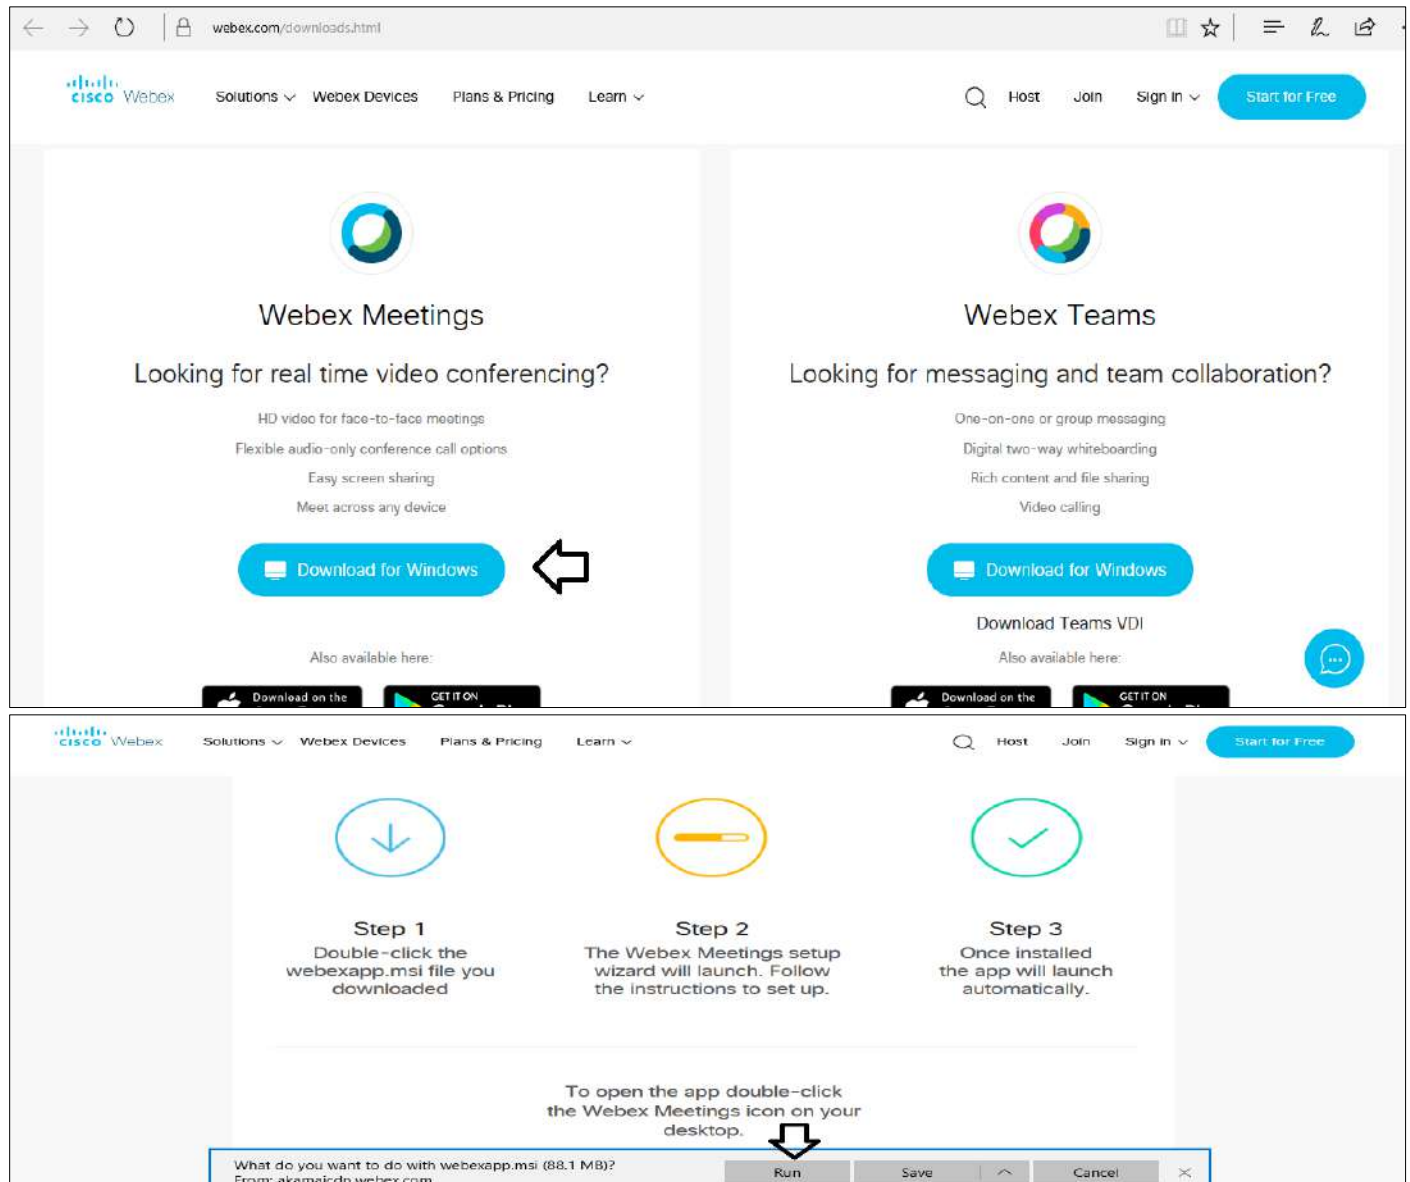 webex.com/downloads.html
cisco Webex Solutions Webex Devices Plans & Pricing Learn Host Join Sign in Start for Free
Webex Meetings
Looking for real time video conferencing?
HD video for face-to-face meetings
Flexible audio-only conference call options
Easy screen sharing
Meet across any device
Download for Windows
Also available here:
Download on the
GET IT ON
Webex Teams
Looking for messaging and team collaboration?
One-on-one or group messaging
Digital two-way whiteboarding
Rich content and file sharing
Video calling
Download for Windows
Download Teams VDI
Also available here:
Download on the
GET IT ON
cisco Webex Solutions Webex Devices Plans & Pricing Learn Host Join Sign in Start for Free
Step 1
Double-click the
webexapp.msi file you
downloaded
Step 2
The Webex Meetings setup
wizard will launch. Follow
the instructions to set up.
Step 3
Once installed
the app will launch
automatically.
To open the app double-click
the Webex Meetings icon on your
desktop.
What do you want to do with webexapp.msi (88.1 MB)?
From: akamaicdn.webex.com
Run Save Cancel